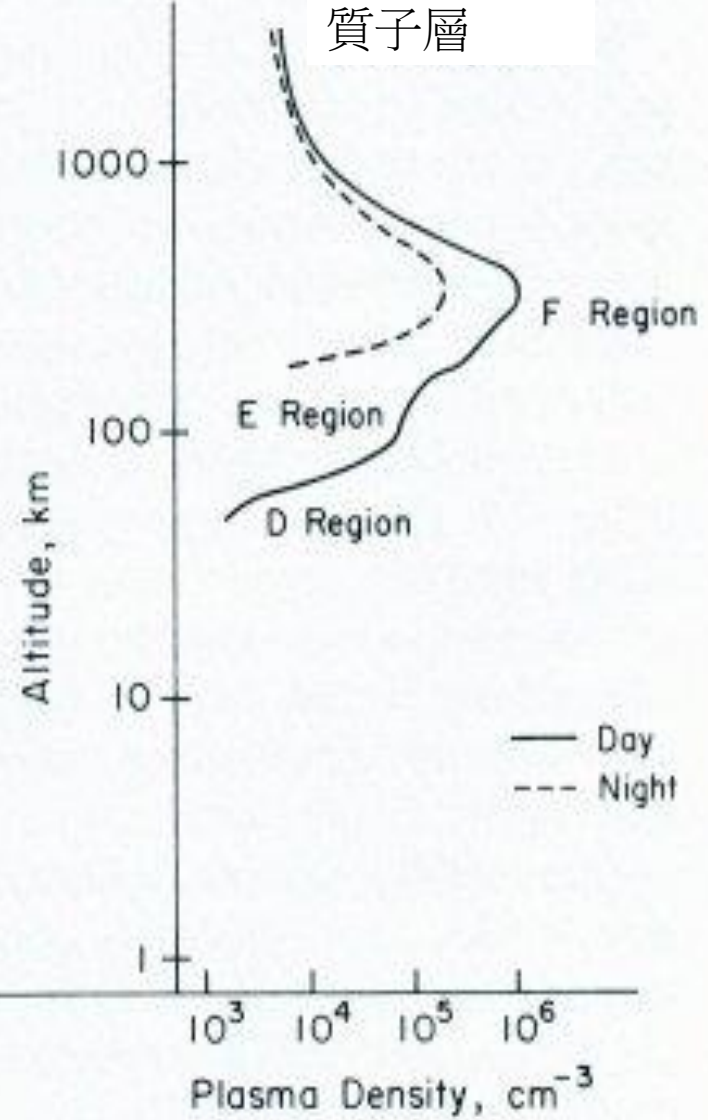 質子層
1000
F Region
E Region
100
D Region
Altitude, km
10
Day
Night
1
10³ 10⁴ 10⁵ 10⁶
Plasma Density, cm⁻³